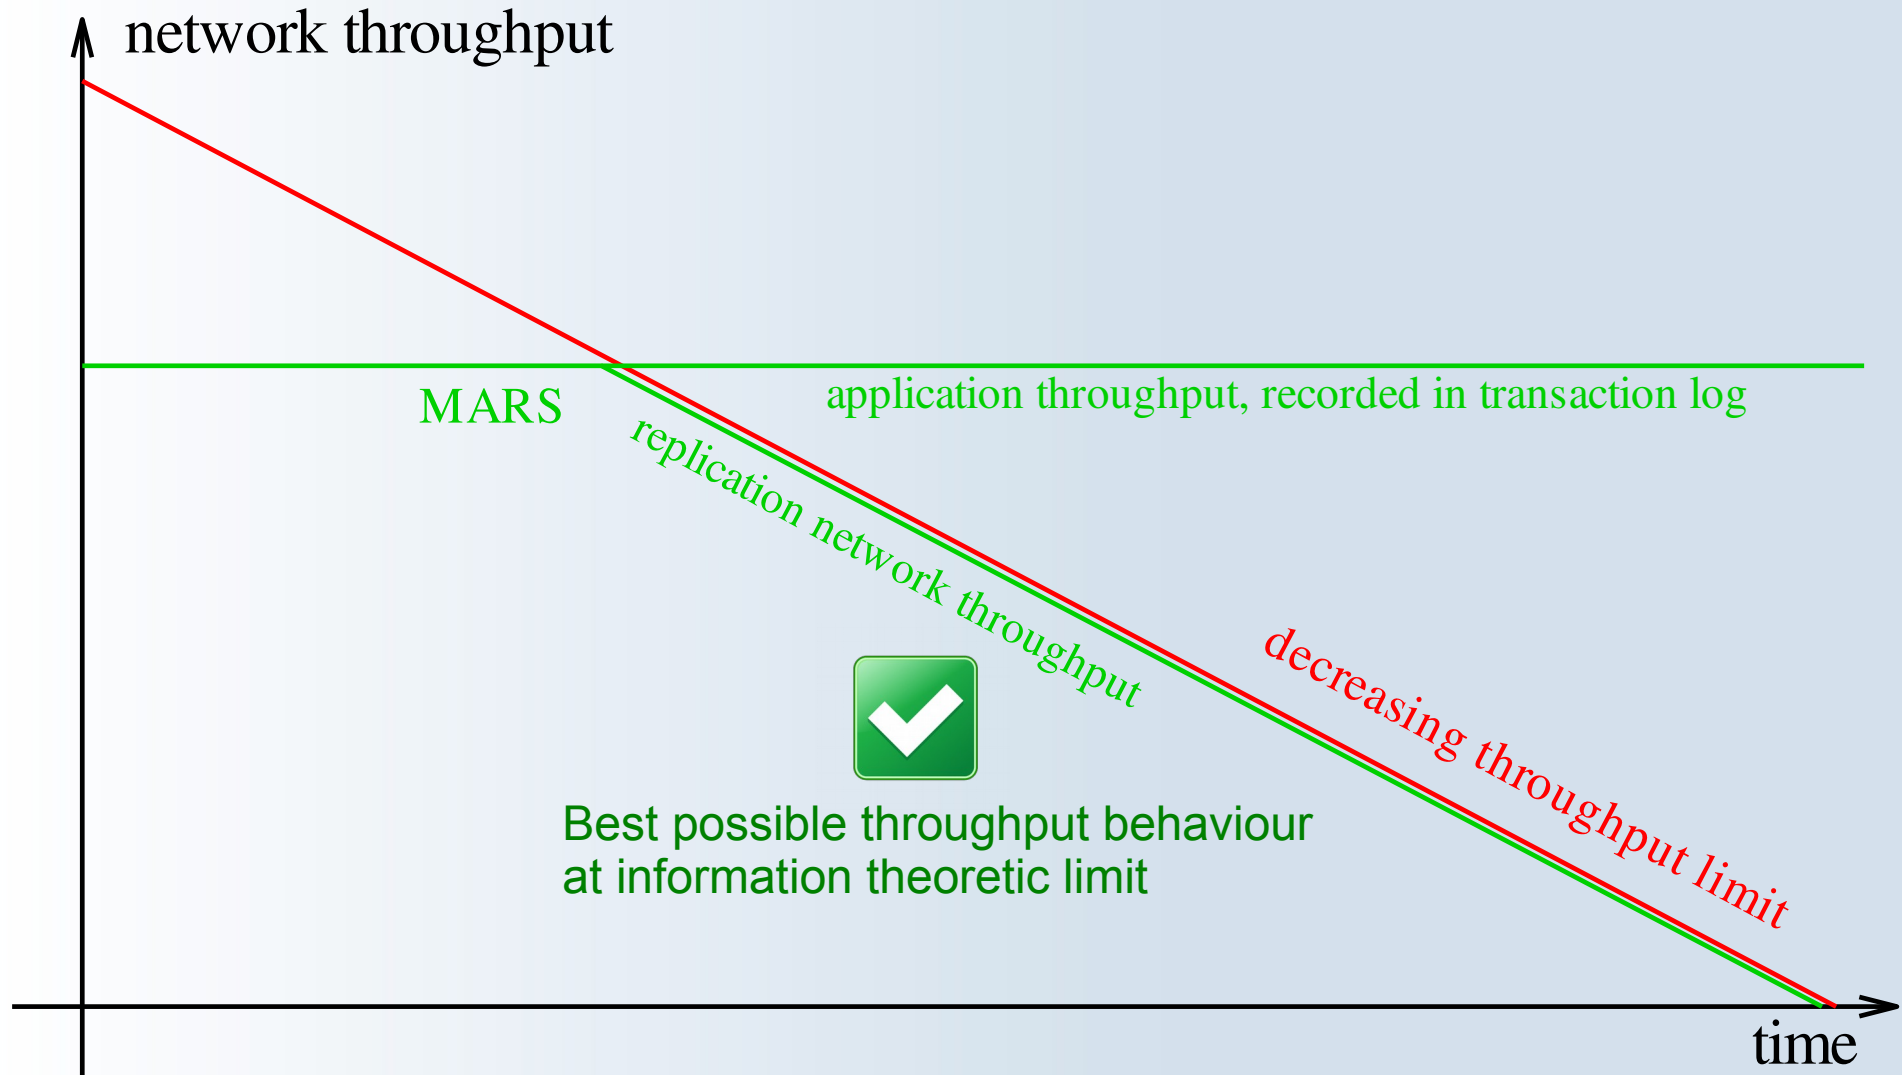 network throughput
MARS
application throughput, recorded in transaction log
replication network throughput
decreasing throughput limit
Best possible throughput behaviour
at information theoretic limit
time